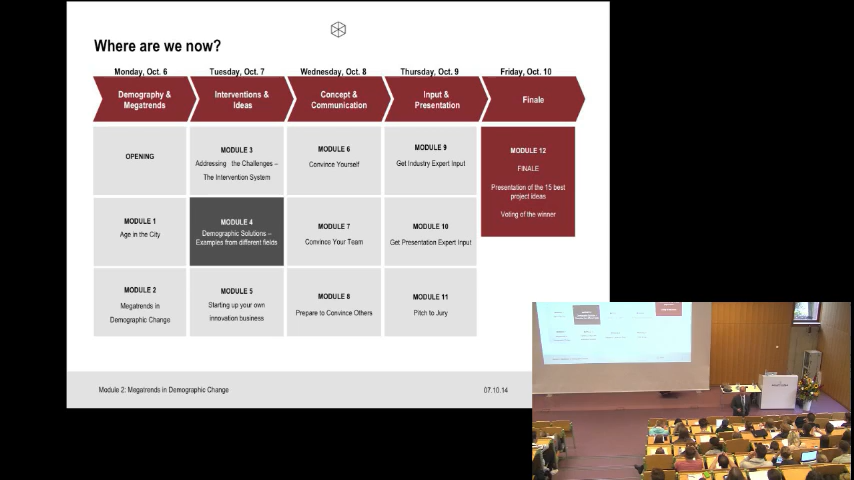 Where are we now?
Monday, Oct. 6
Tuesday, Oct. 7
Wednesday, Oct. 8
Thursday, Oct. 9
Friday, Oct. 10
Demography &
Megatrends
Interventions &
Ideas
Concept &
Communication
Input &
Presentation
Finale
OPENING
MODULE 3
Addressing the Challenges –
The Intervention System
MODULE 6
Convince Yourself
MODULE 9
Get Industry Expert Input
MODULE 12
FINALE
Presentation of the 15 best
project ideas
Voting of the winner
MODULE 1
Age in the City
MODULE 4
Demographic Solutions –
Examples from different fields
MODULE 7
Convince Your Team
MODULE 10
Get Presentation Expert Input
MODULE 2
Megatrends in
Demographic Change
MODULE 5
Starting up your own
innovation business
MODULE 8
Prepare to Convince Others
MODULE 11
Pitch to Jury
Module 2: Megatrends in Demographic Change
07.10.14